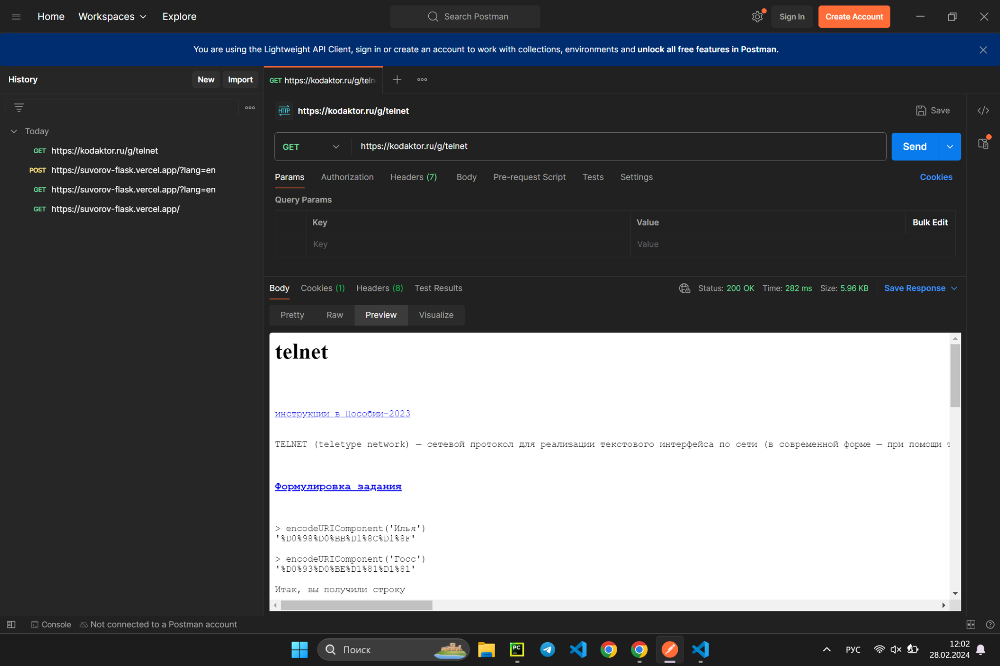 Home Workspaces Explore Search Postman Sign In Create Account
You are using the Lightweight API Client, sign in or create an account to work with collections, environments and unlock all free features in Postman.
History New Import
GET https://kodaktor.ru/g/teln
Today
GET https://kodaktor.ru/g/telnet
POST https://suvorov-flask.vercel.app/?lang=en
GET https://suvorov-flask.vercel.app/?lang=en
GET https://suvorov-flask.vercel.app/
HTTP https://kodaktor.ru/g/telnet Save
GET https://kodaktor.ru/g/telnet Send
Params Authorization Headers (7) Body Pre-request Script Tests Settings Cookies
Query Params
Key Value Bulk Edit
Key Value
Body Cookies (1) Headers (8) Test Results Status: 200 OK Time: 282 ms Size: 5.96 KB Save Response
Pretty Raw Preview Visualize
telnet
инструкции в Пособии-2023
TELNET (teletype network) — сетевой протокол для реализации текстового интерфейса по сети (в современной форме — при помощи
Формулировка задания
> encodeURIComponent('Илья')
'%D0%98%D0%BB%D1%8C%D1%8F'
> encodeURIComponent('Госс')
'%D0%93%D0%BE%D1%81%D1%81'
Итак, вы получили строку
Console Not connected to a Postman account
Поиск PC РУС 12:02
28.02.2024